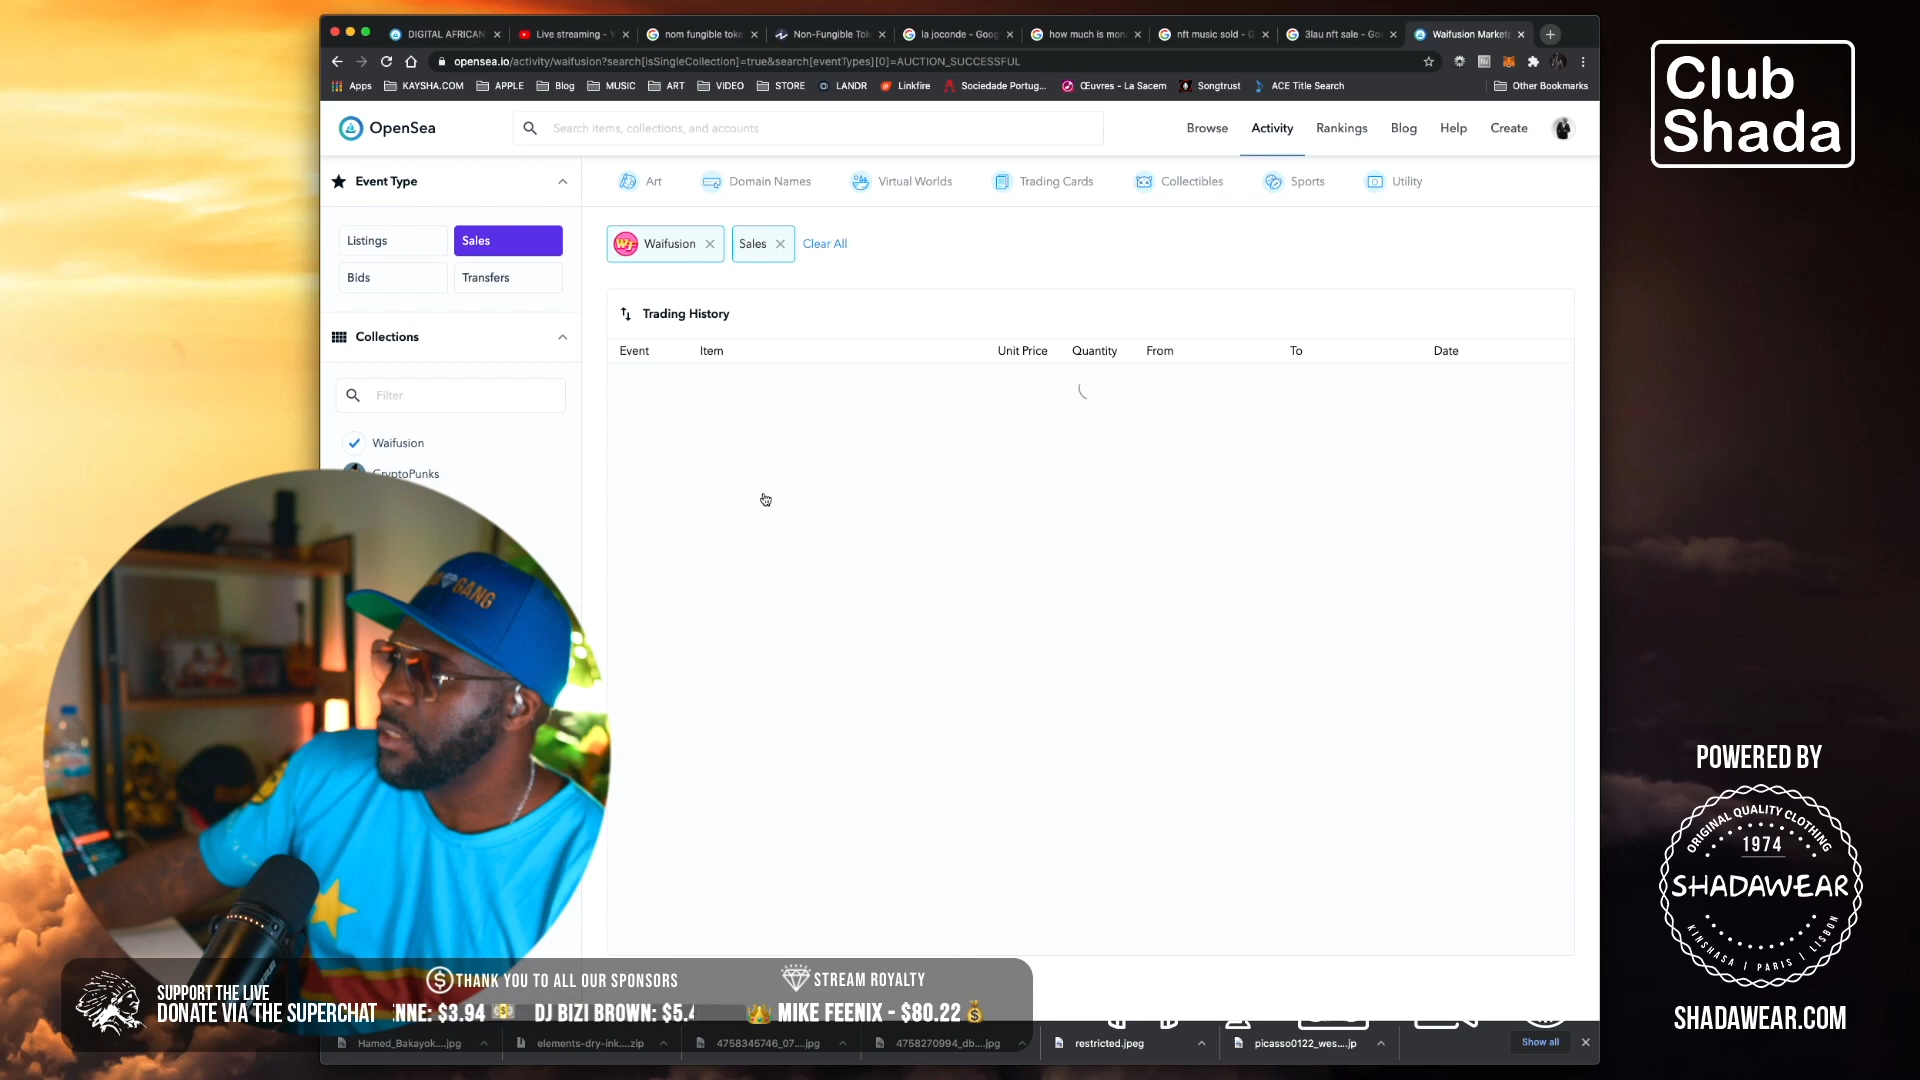 DIGITAL AFRICAN
Live streaming -
nom fungible toke
Non-Fungible Tok
la joconde - Goog
how much is mon
nft music sold - G
3lau nft sale - Goo
Waifusion Marketp
opensea.io/activity/waifusion?search[isSingleCollection]=true&search[eventTypes][0]=AUCTION_SUCCESSFUL
Apps
KAYSHA.COM
APPLE
Blog
MUSIC
ART
VIDEO
STORE
LANDR
Linkfire
Sociedade Portug...
Œuvres - La Sacem
Songtrust
ACE Title Search
Other Bookmarks
OpenSea
Search items, collections, and accounts
Browse
Activity
Rankings
Blog
Help
Create
Event Type
Art
Domain Names
Virtual Worlds
Trading Cards
Collectibles
Sports
Utility
Listings
Sales
Bids
Transfers
Waifusion
Sales
Clear All
Collections
Filter
Waifusion
CryptoPunks
Trading History
Event
Item
Unit Price
Quantity
From
To
Date
Club
Shada
GANG
POWERED BY
ORIGINAL QUALITY CLOTHING
1974
SHADAWEAR
KINSHASA | PARIS | LISBON
SHADAWEAR.COM
SUPPORT THE LIVE
DONATE VIA THE SUPERCHAT
THANK YOU TO ALL OUR SPONSORS
NNE: $3.94
DJ BIZI BROWN: $5.4
STREAM ROYALTY
MIKE FEENIX - $80.22
Hamed_Bakayok....jpg
elements-dry-ink....zip
4758345746_07....jpg
4758270994_db....jpg
restricted.jpeg
picasso0122_wes....jp
Show all